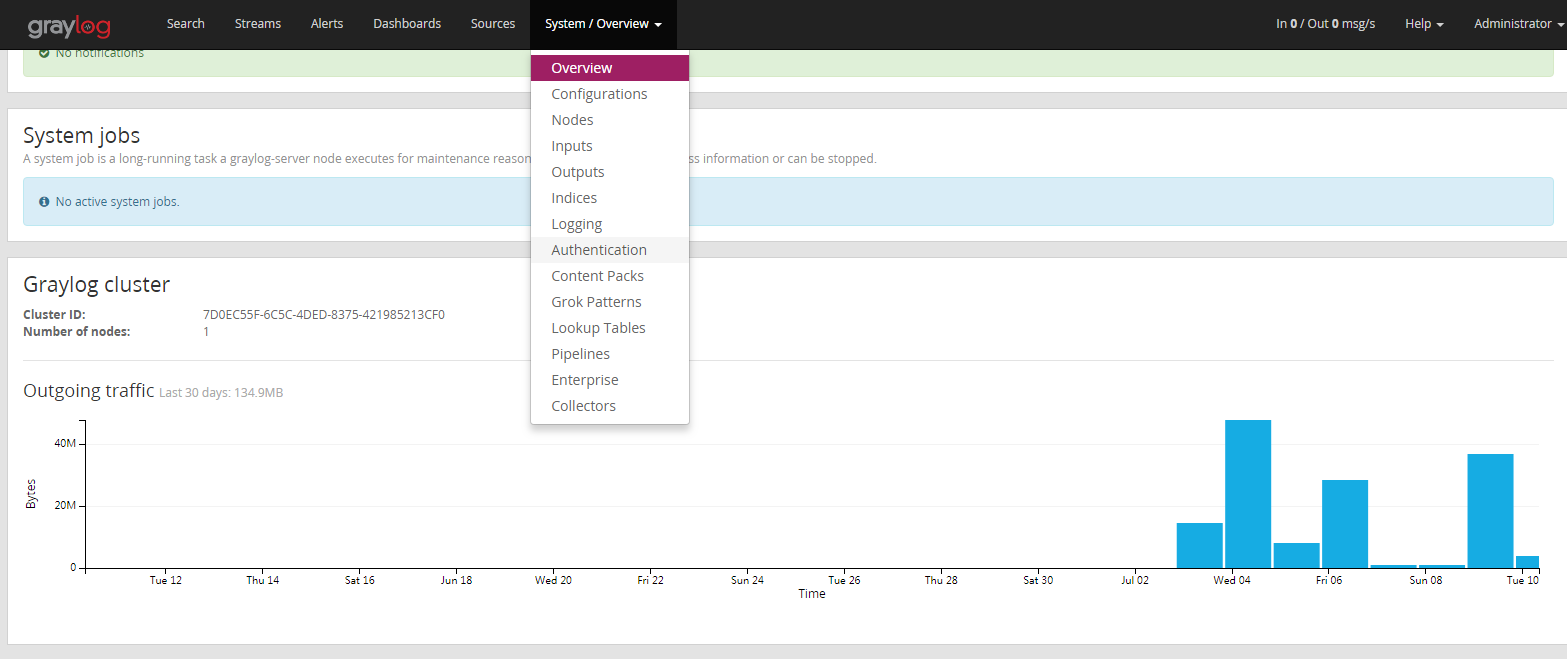 graylog
Search Streams Alerts Dashboards Sources System / Overview In 0 / Out 0 msg/s Help Administrator
No notifications
Overview
Configurations
Nodes
Inputs
Outputs
Indices
Logging
Authentication
Content Packs
Grok Patterns
Lookup Tables
Pipelines
Enterprise
Collectors
System jobs
A system job is a long-running task a graylog-server node executes for maintenance reason ss information or can be stopped.
No active system jobs.
Graylog cluster
Cluster ID: 7D0EC55F-6C5C-4DED-8375-421985213CF0
Number of nodes: 1
Outgoing traffic Last 30 days: 134.9MB
40M
20M
0
Bytes
Tue 12 Thu 14 Sat 16 Jun 18 Wed 20 Fri 22 Sun 24 Tue 26 Thu 28 Sat 30 Jul 02 Wed 04 Fri 06 Sun 08 Tue 10
Time